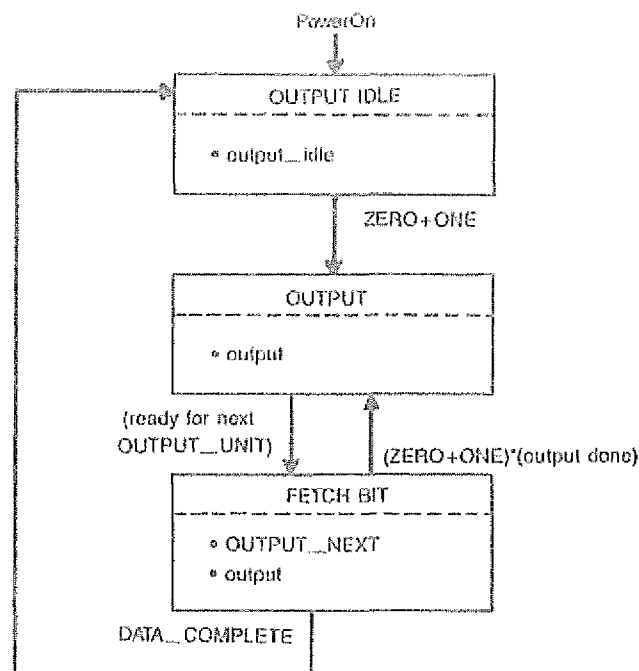 PowerOn
OUTPUT IDLE
• output_idle
ZERO+ONE
OUTPUT
• output
(ready for next
OUTPUT_UNIT)
(ZERO+ONE)*(output done)
FETCH BIT
• OUTPUT_NEXT
• output
DATA_COMPLETE